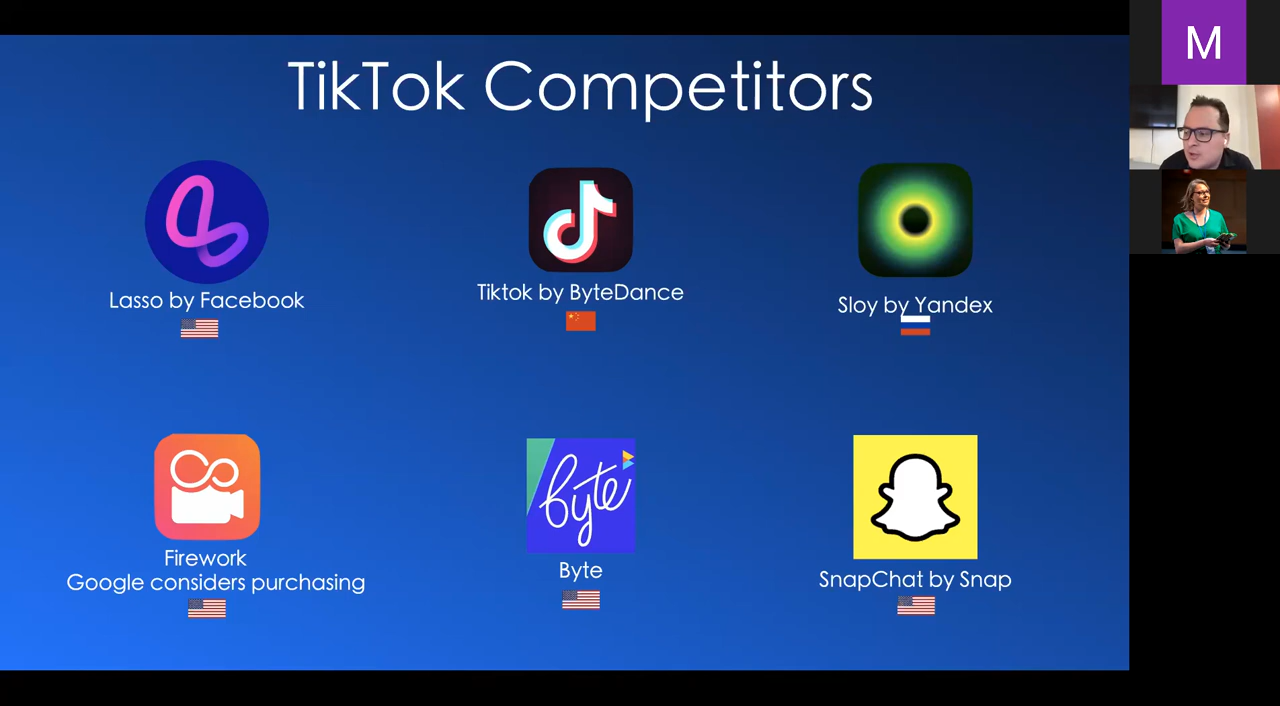 TikTok Competitors
Lasso by Facebook
Tiktok by ByteDance
Sloy by Yandex
byte
Firework
Google considers purchasing
Byte
SnapChat by Snap
M